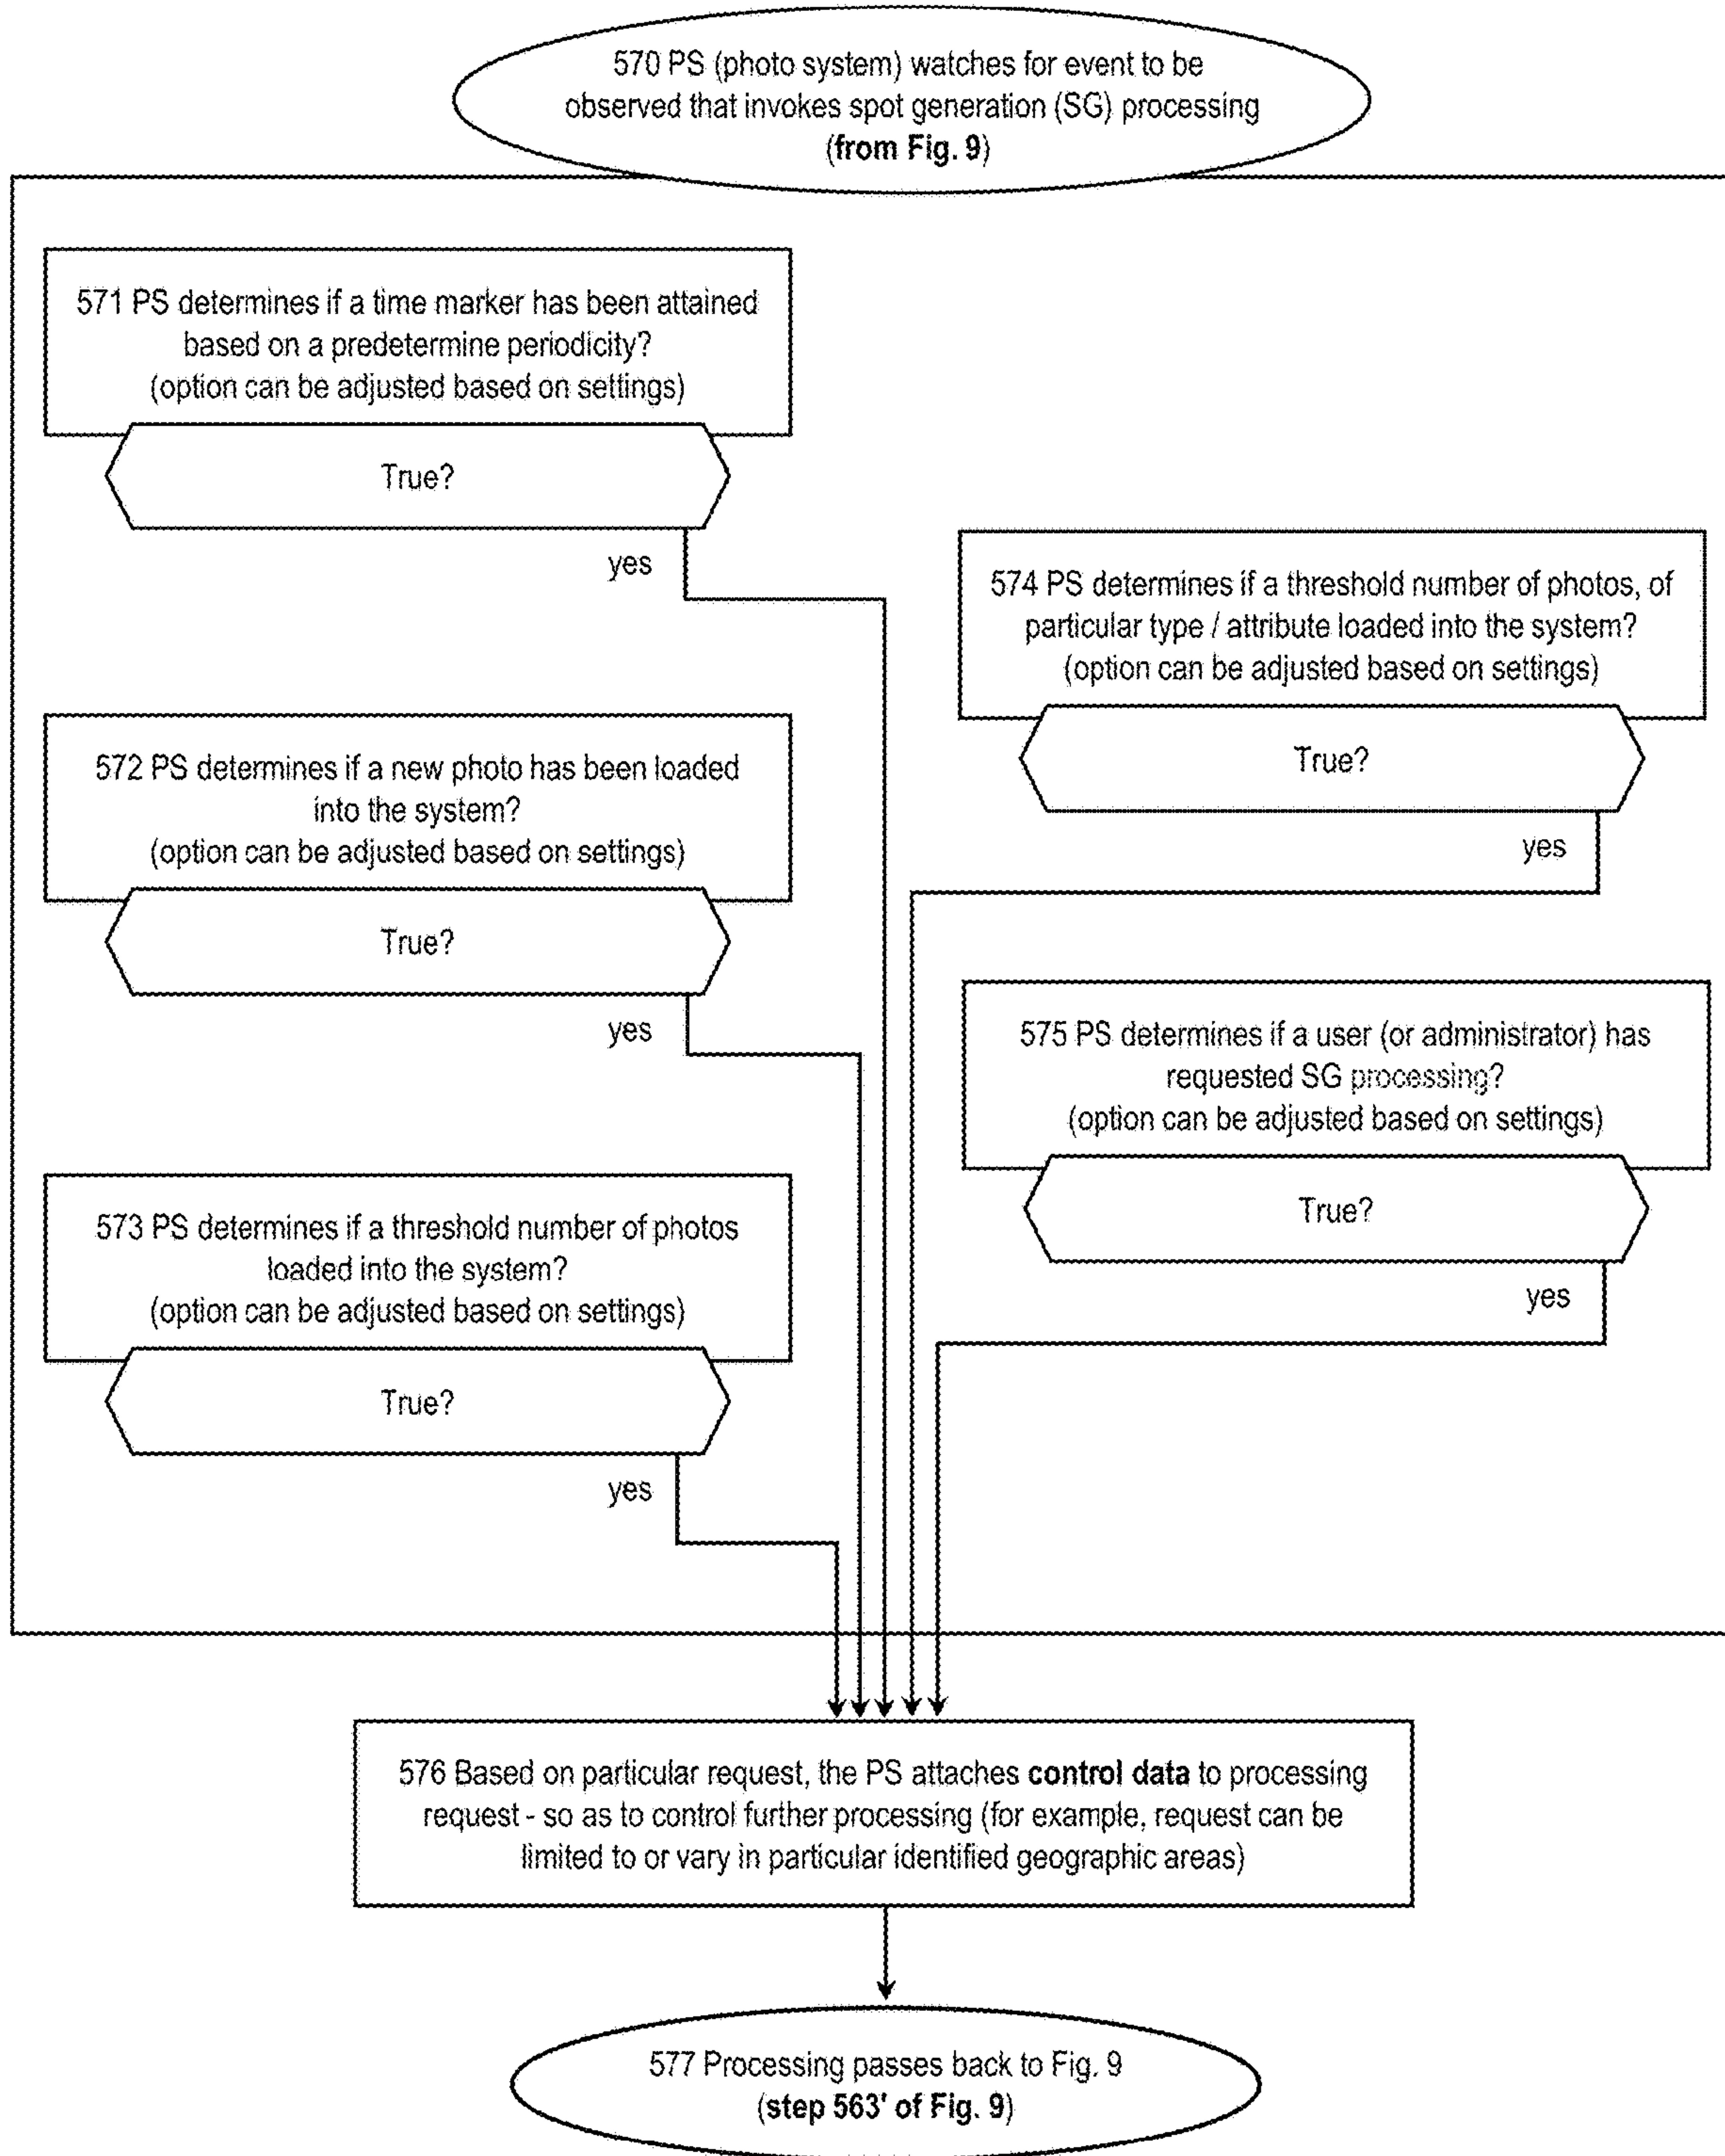 570 PS (photo system) watches for event to be
observed that invokes spot generation (SG) processing
(from Fig. 9)
571 PS determines if a time marker has been attained
based on a predetermine periodicity?
(option can be adjusted based on settings)
True?
yes
572 PS determines if a new photo has been loaded
into the system?
(option can be adjusted based on settings)
True?
yes
573 PS determines if a threshold number of photos
loaded into the system?
(option can be adjusted based on settings)
True?
yes
574 PS determines if a threshold number of photos, of
particular type / attribute loaded into the system?
(option can be adjusted based on settings)
True?
yes
575 PS determines if a user (or administrator) has
requested SG processing?
(option can be adjusted based on settings)
True?
yes
576 Based on particular request, the PS attaches control data to processing
request - so as to control further processing (for example, request can be
limited to or vary in particular identified geographic areas)
577 Processing passes back to Fig. 9
(step 563' of Fig. 9)